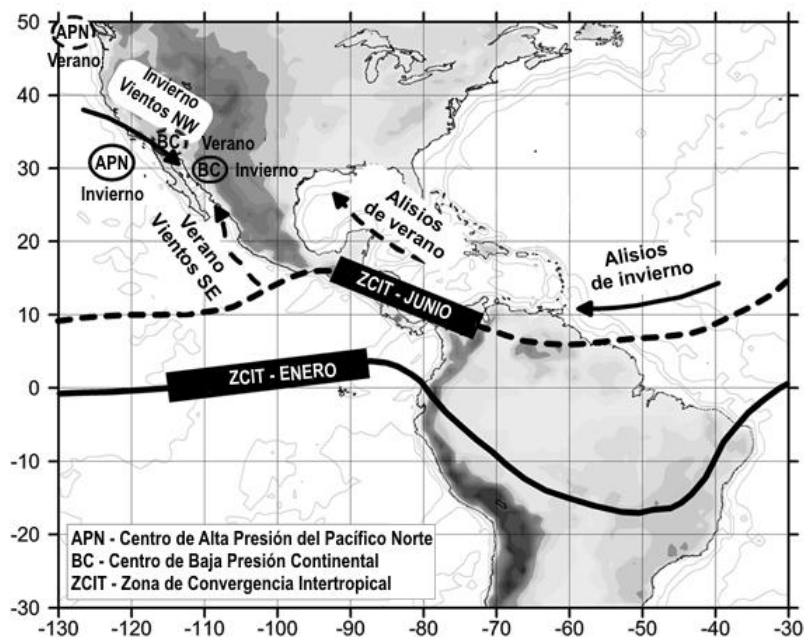 50
40
30
20
10
0
-10
-20
-30
APN
Verano
Invierno
Vientos NW
BC
Verano
APN
BC
Invierno
Invierno
Verano
Vientos SE
Alisios
de verano
Alisios
de invierno
ZCIT - JUNIO
ZCIT - ENERO
APN - Centro de Alta Presión del Pacífico Norte
BC - Centro de Baja Presión Continental
ZCIT - Zona de Convergencia Intertropical
-130 -120 -110 -100 -90 -80 -70 -60 -50 -40 -30